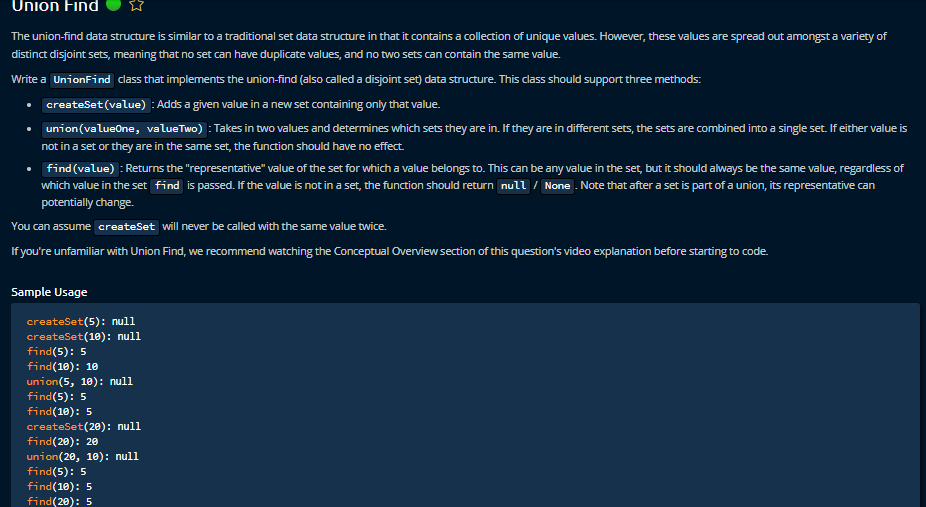 Union Find
The union-find data structure is similar to a traditional set data structure in that it contains a collection of unique values. However, these values are spread out amongst a variety of
distinct disjoint sets, meaning that no set can have duplicate values, and no two sets can contain the same value.
Write a UnionFind class that implements the union-find (also called a disjoint set) data structure. This class should support three methods:
• createSet(value) : Adds a given value in a new set containing only that value.
• union(valueOne, valueTwo) : Takes in two values and determines which sets they are in. If they are in different sets, the sets are combined into a single set. If either value is
not in a set or they are in the same set, the function should have no effect.
• find(value) : Returns the "representative" value of the set for which a value belongs to. This can be any value in the set, but it should always be the same value, regardless of
which value in the set find is passed. If the value is not in a set, the function should return null / None . Note that after a set is part of a union, its representative can
potentially change.
You can assume createSet will never be called with the same value twice.
If you're unfamiliar with Union Find, we recommend watching the Conceptual Overview section of this question's video explanation before starting to code.
Sample Usage
createSet(5): null
createSet(10): null
find(5): 5
find(10): 10
union(5, 10): null
find(5): 5
find(10): 5
createSet(20): null
find(20): 20
union(20, 10): null
find(5): 5
find(10): 5
find(20): 5